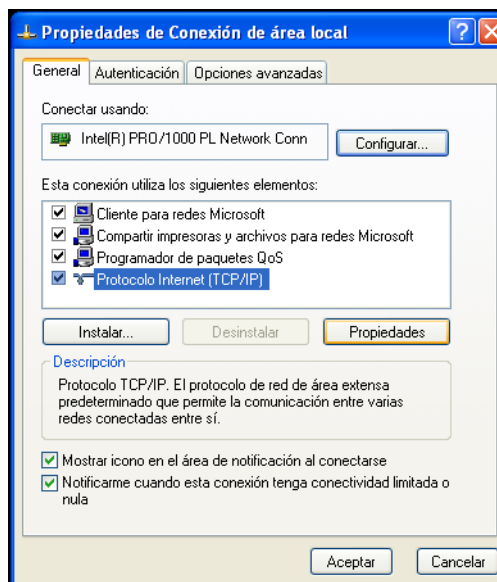 Propiedades de Conexión de área local
General
Autenticación
Opciones avanzadas
Conectar usando:
Intel(R) PRO/1000 PL Network Conn
Configurar...
Esta conexión utiliza los siguientes elementos:
Cliente para redes Microsoft
Compartir impresoras y archivos para redes Microsoft
Programador de paquetes QoS
Protocolo Internet (TCP/IP)
Instalar...
Desinstalar
Propiedades
Descripción
Protocolo TCP/IP. El protocolo de red de área extensa
predeterminado que permite la comunicación entre varias
redes conectadas entre sí.
Mostrar icono en el área de notificación al conectarse
Notificarme cuando esta conexión tenga conectividad limitada o
nula
Aceptar
Cancelar